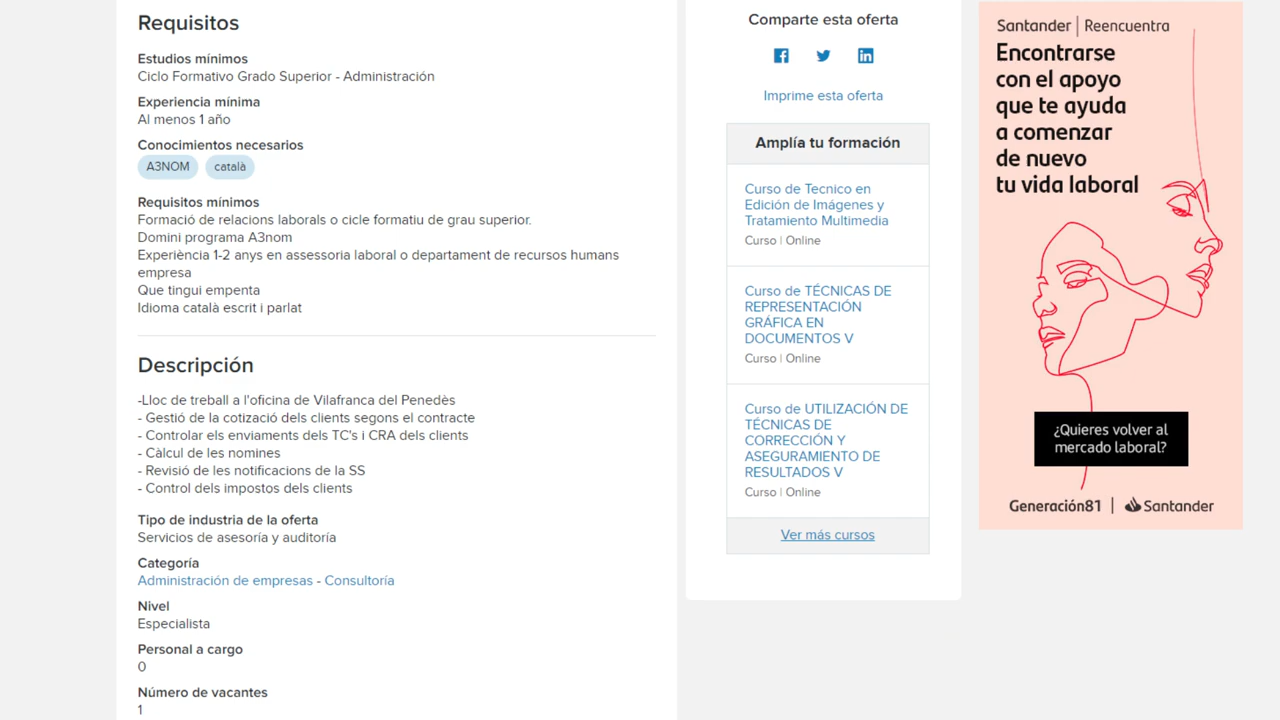 Requisitos
Estudios mínimos
Ciclo Formativo Grado Superior - Administración
Experiencia mínima
Al menos 1 año
Conocimientos necesarios
A3NOM català
Requisitos mínimos
Formació de relacions laborals o cicle formatiu de grau superior.
Domini programa A3nom
Experiència 1-2 anys en assessoria laboral o departament de recursos humans
empresa
Que tingui empenta
Idioma català escrit i parlat
Descripción
-Lloc de treball a l'oficina de Vilafranca del Penedès
- Gestió de la cotizació dels clients segons el contracte
- Controlar els enviaments dels TC's i CRA dels clients
- Càlcul de les nomines
- Revisió de les notificacions de la SS
- Control dels impostos dels clients
Tipo de industria de la oferta
Servicios de asesoría y auditoría
Categoría
Administración de empresas - Consultoría
Nivel
Especialista
Personal a cargo
0
Número de vacantes
1
Comparte esta oferta
Imprime esta oferta
Amplía tu formación
Curso de Tecnico en
Edición de Imágenes y
Tratamiento Multimedia
Curso | Online
Curso de TÉCNICAS DE
REPRESENTACIÓN
GRÁFICA EN
DOCUMENTOS V
Curso | Online
Curso de UTILIZACIÓN DE
TÉCNICAS DE
CORRECCIÓN Y
ASEGURAMIENTO DE
RESULTADOS V
Curso | Online
Ver más cursos
Santander | Reencuentra
Encontrarse
con el apoyo
que te ayuda
a comenzar
de nuevo
tu vida laboral
¿Quieres volver al
mercado laboral?
Generación81 | Santander